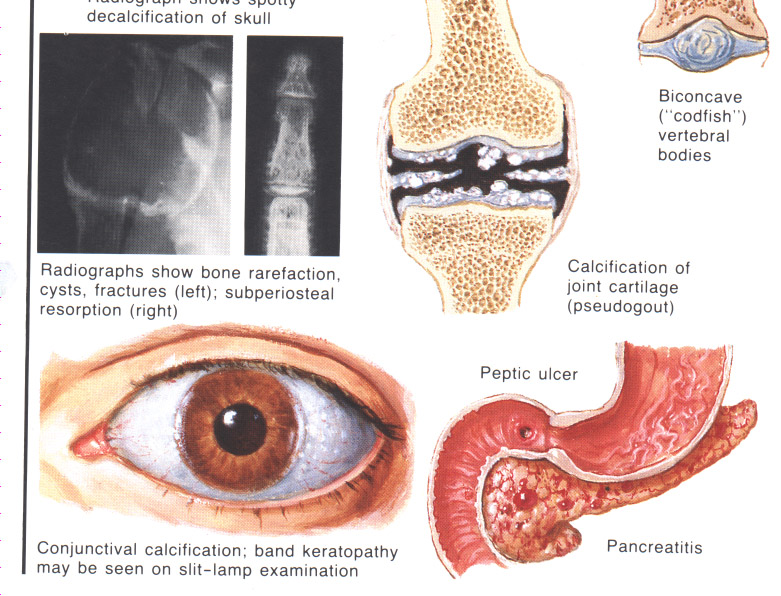 Radiograph shows spotty
decalcification of skull
Biconcave
("codfish")
vertebral
bodies
Radiographs show bone rarefaction,
cysts, fractures (left); subperiosteal
resorption (right)
Calcification of
joint cartilage
(pseudogout)
Peptic ulcer
Conjunctival calcification; band keratopathy
may be seen on slit-lamp examination
Pancreatitis